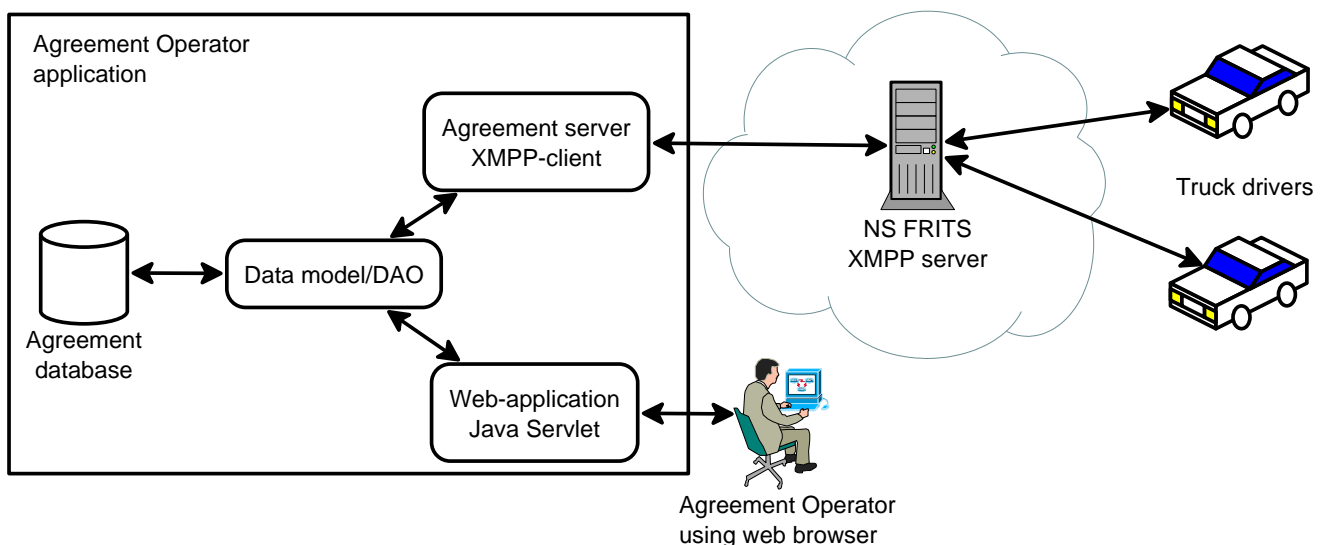 Agreement Operator
application
Agreement server
XMPP-client
Data model/DAO
Agreement
database
Web-application
Java Servlet
NS FRITS
XMPP server
Truck drivers
Agreement Operator
using web browser